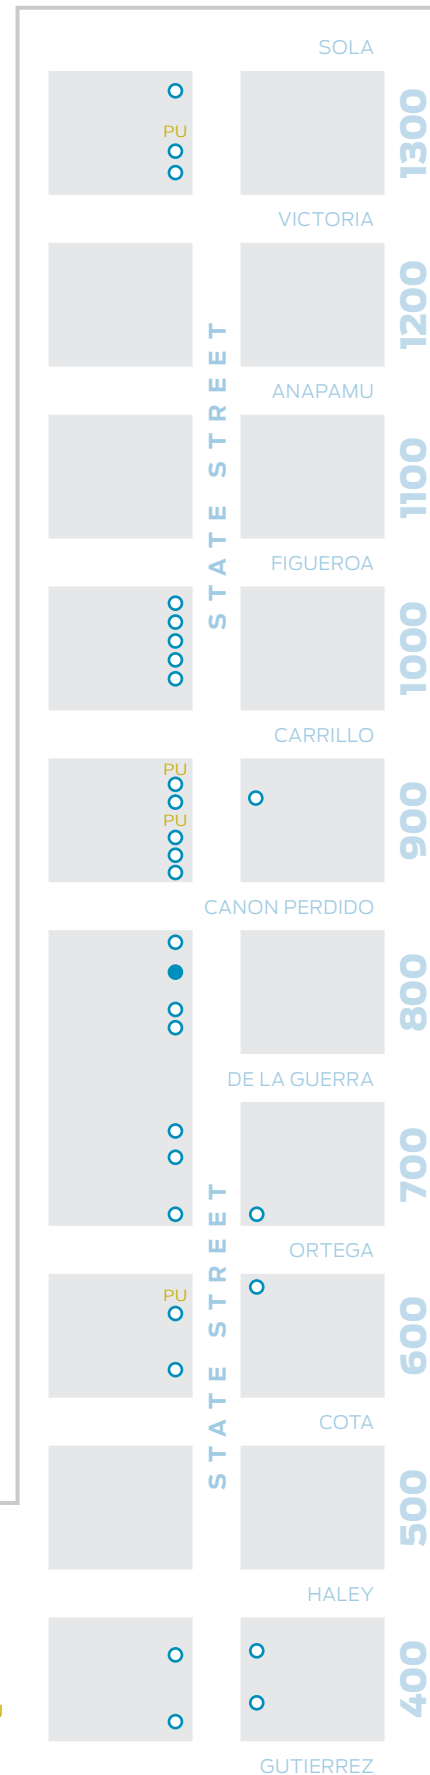 SOLA
PU
1300
VICTORIA
1200
STATE STREET
ANAPAMU
1100
FIGUEROA
1000
CARRILLO
PU
PU
900
CANON PERDIDO
800
DE LA GUERRA
700
STATE STREET
ORTEGA
PU
600
COTA
500
HALEY
400
GUTIERREZ